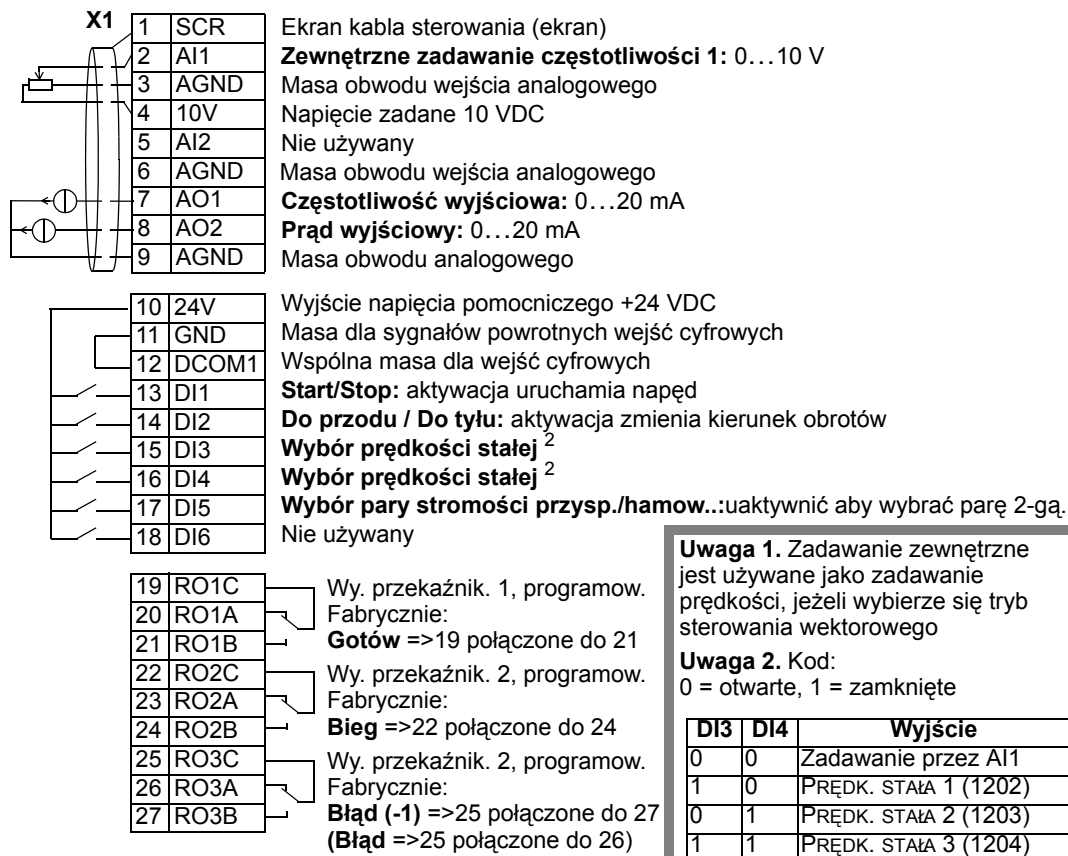 X1
1 SCR Ekran kabla sterowania (ekran)
2 AI1 Zewnętrzne zadawanie częstotliwości 1: 0…10 V
3 AGND Masa obwodu wejścia analogowego
4 10V Napięcie zadane 10 VDC
5 AI2 Nie używany
6 AGND Masa obwodu wejścia analogowego
7 AO1 Częstotliwość wyjściowa: 0…20 mA
8 AO2 Prąd wyjściowy: 0…20 mA
9 AGND Masa obwodu analogowego
10 24V Wyjście napięcia pomocniczego +24 VDC
11 GND Masa dla sygnałów powrotnych wejść cyfrowych
12 DCOM1 Wspólna masa dla wejść cyfrowych
13 DI1 Start/Stop: aktywacja uruchamia napęd
14 DI2 Do przodu / Do tyłu: aktywacja zmienia kierunek obrotów
15 DI3 Wybór prędkości stałej 2
16 DI4 Wybór prędkości stałej 2
17 DI5 Wybór pary stromości przysp./hamow..:uaktywnić aby wybrać parę 2-gą.
18 DI6 Nie używany
19 RO1C Wy. przekaźnik. 1, programow.
20 RO1A Fabrycznie:
21 RO1B Gotów =>19 połączone do 21
22 RO2C Wy. przekaźnik. 2, programow.
23 RO2A Fabrycznie:
24 RO2B Bieg =>22 połączone do 24
25 RO3C Wy. przekaźnik. 2, programow.
26 RO3A Fabrycznie:
27 RO3B Błąd (-1) =>25 połączone do 27
(Błąd =>25 połączone do 26)
Uwaga 1. Zadawanie zewnętrzne
jest używane jako zadawanie
prędkości, jeżeli wybierze się tryb
sterowania wektorowego
Uwaga 2. Kod:
0 = otwarte, 1 = zamknięte
DI3 DI4 Wyjście
0 0 Zadawanie przez AI1
1 0 PRĘDK. STAŁA 1 (1202)
0 1 PRĘDK. STAŁA 2 (1203)
1 1 PRĘDK. STAŁA 3 (1204)